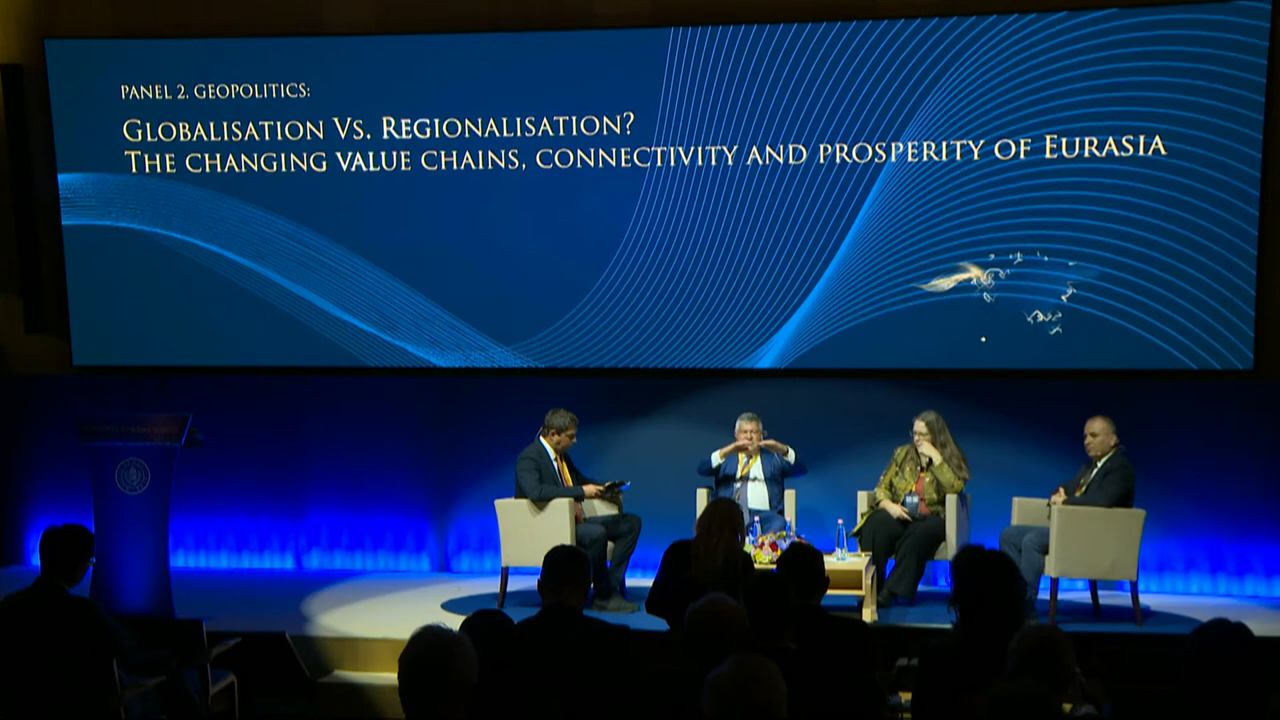 PANEL 2. GEOPOLITICS:
GLOBALISATION VS. REGIONALISATION?
THE CHANGING VALUE CHAINS, CONNECTIVITY AND PROSPERITY OF EURASIA